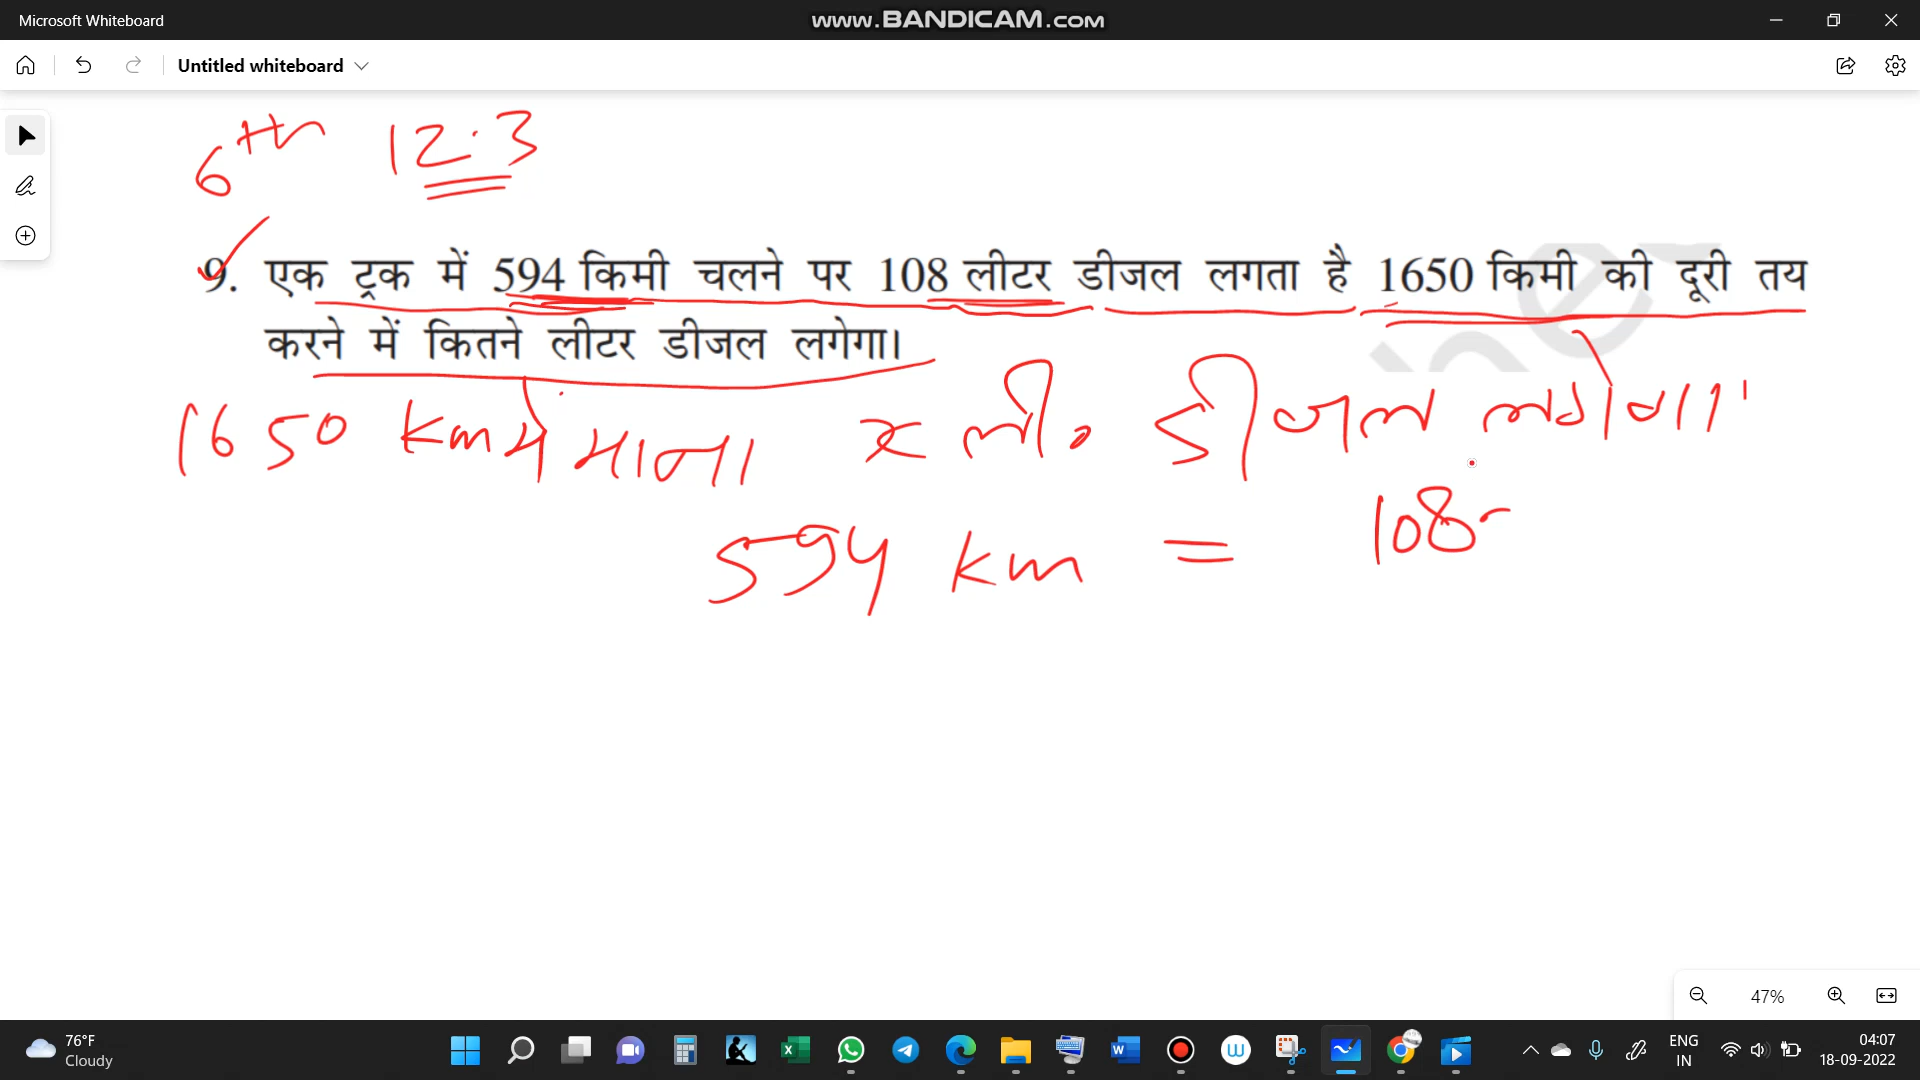 Microsoft Whiteboard
www.BANDICAM.com
Untitled whiteboard
6th 12.3
9. एक ट्रक में 594 किमी चलने पर 108 लीटर डीजल लगता है 1650 किमी की दूरी तय
करने में कितने लीटर डीजल लगेगा।
1650 km में माना x ली० डीजल लगेगा।
594 km = 108
47%
76°F
Cloudy
ENG
IN
04:07
18-09-2022